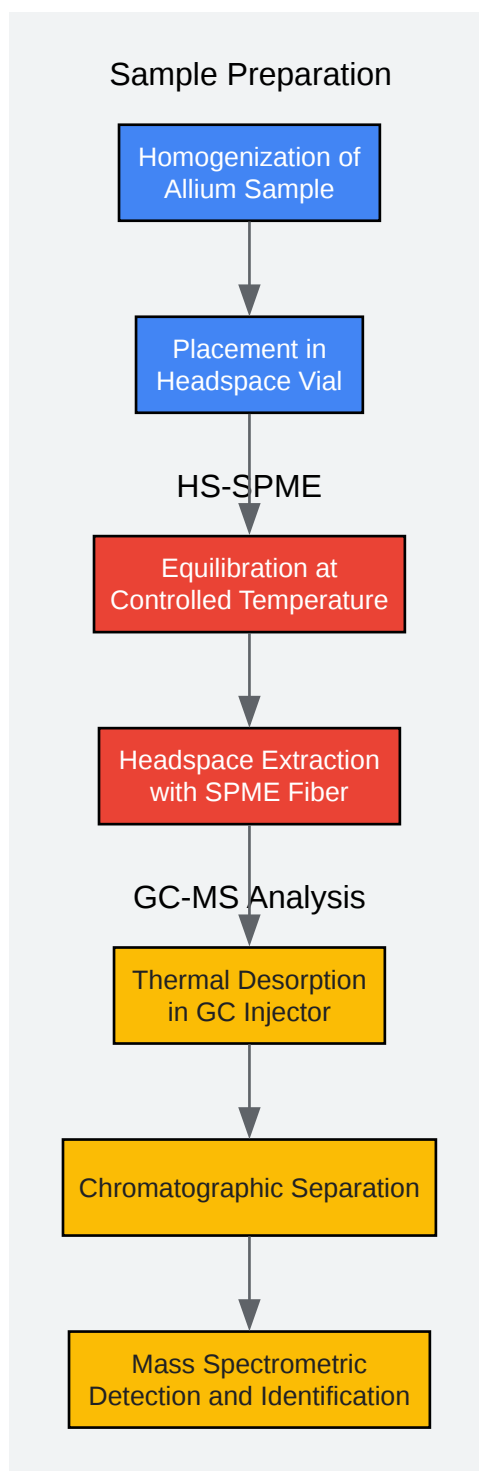 Sample Preparation
Homogenization of
Allium Sample
Placement in
Headspace Vial
HS-SPME
Equilibration at
Controlled Temperature
Headspace Extraction
with SPME Fiber
GC-MS Analysis
Thermal Desorption
in GC Injector
Chromatographic Separation
Mass Spectrometric
Detection and Identification